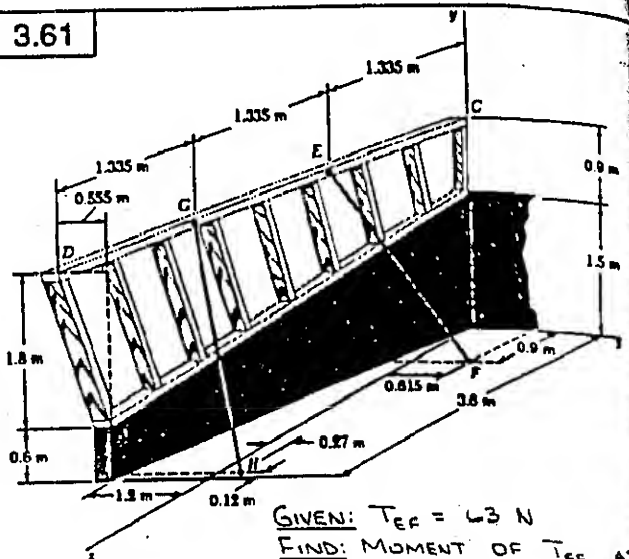 3.61
y
1.335 m
1.335 m
C
E
1.335 m
0.9 m
0.555 m
G
D
1.5 m
1.8 m
0.9 m
F
0.615 m
3.6 m
0.27 m
0.6 m
H
1.2 m
0.12 m
GIVEN: TEF = 63 N
FIND: MOMENT OF TEF